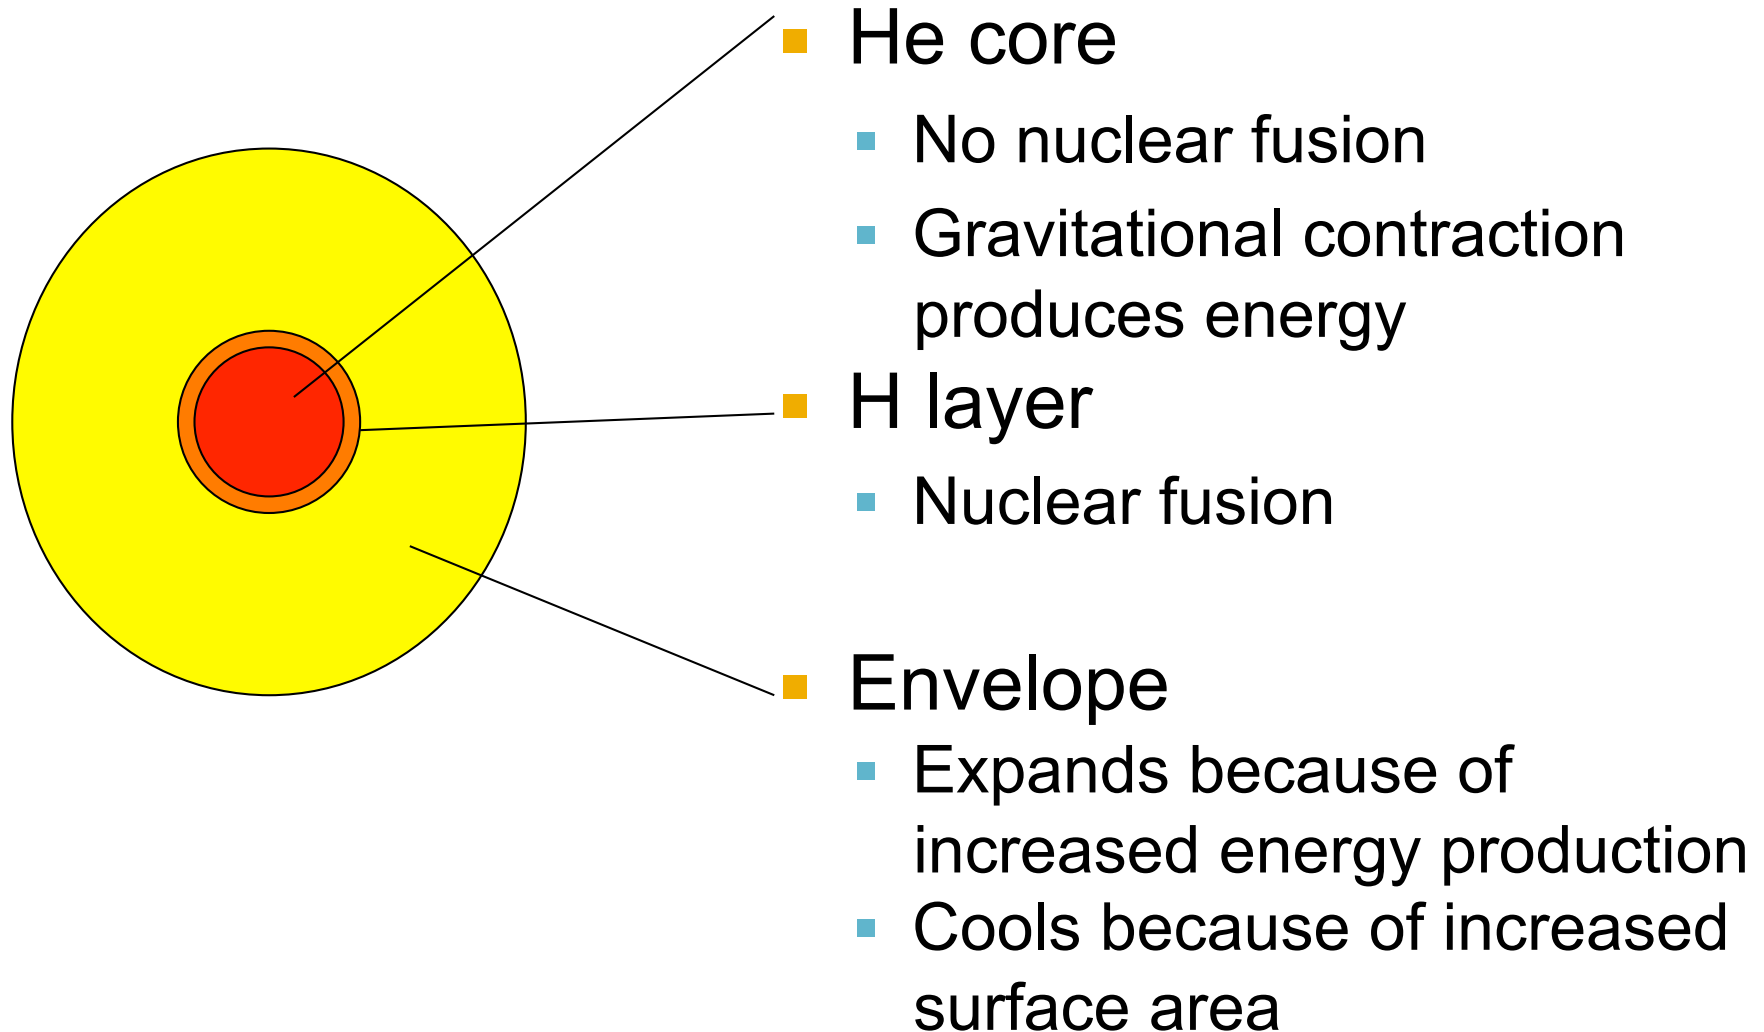 He core
No nuclear fusion
Gravitational contraction
produces energy
H layer
Nuclear fusion
Envelope
Expands because of
increased energy production
Cools because of increased
surface area